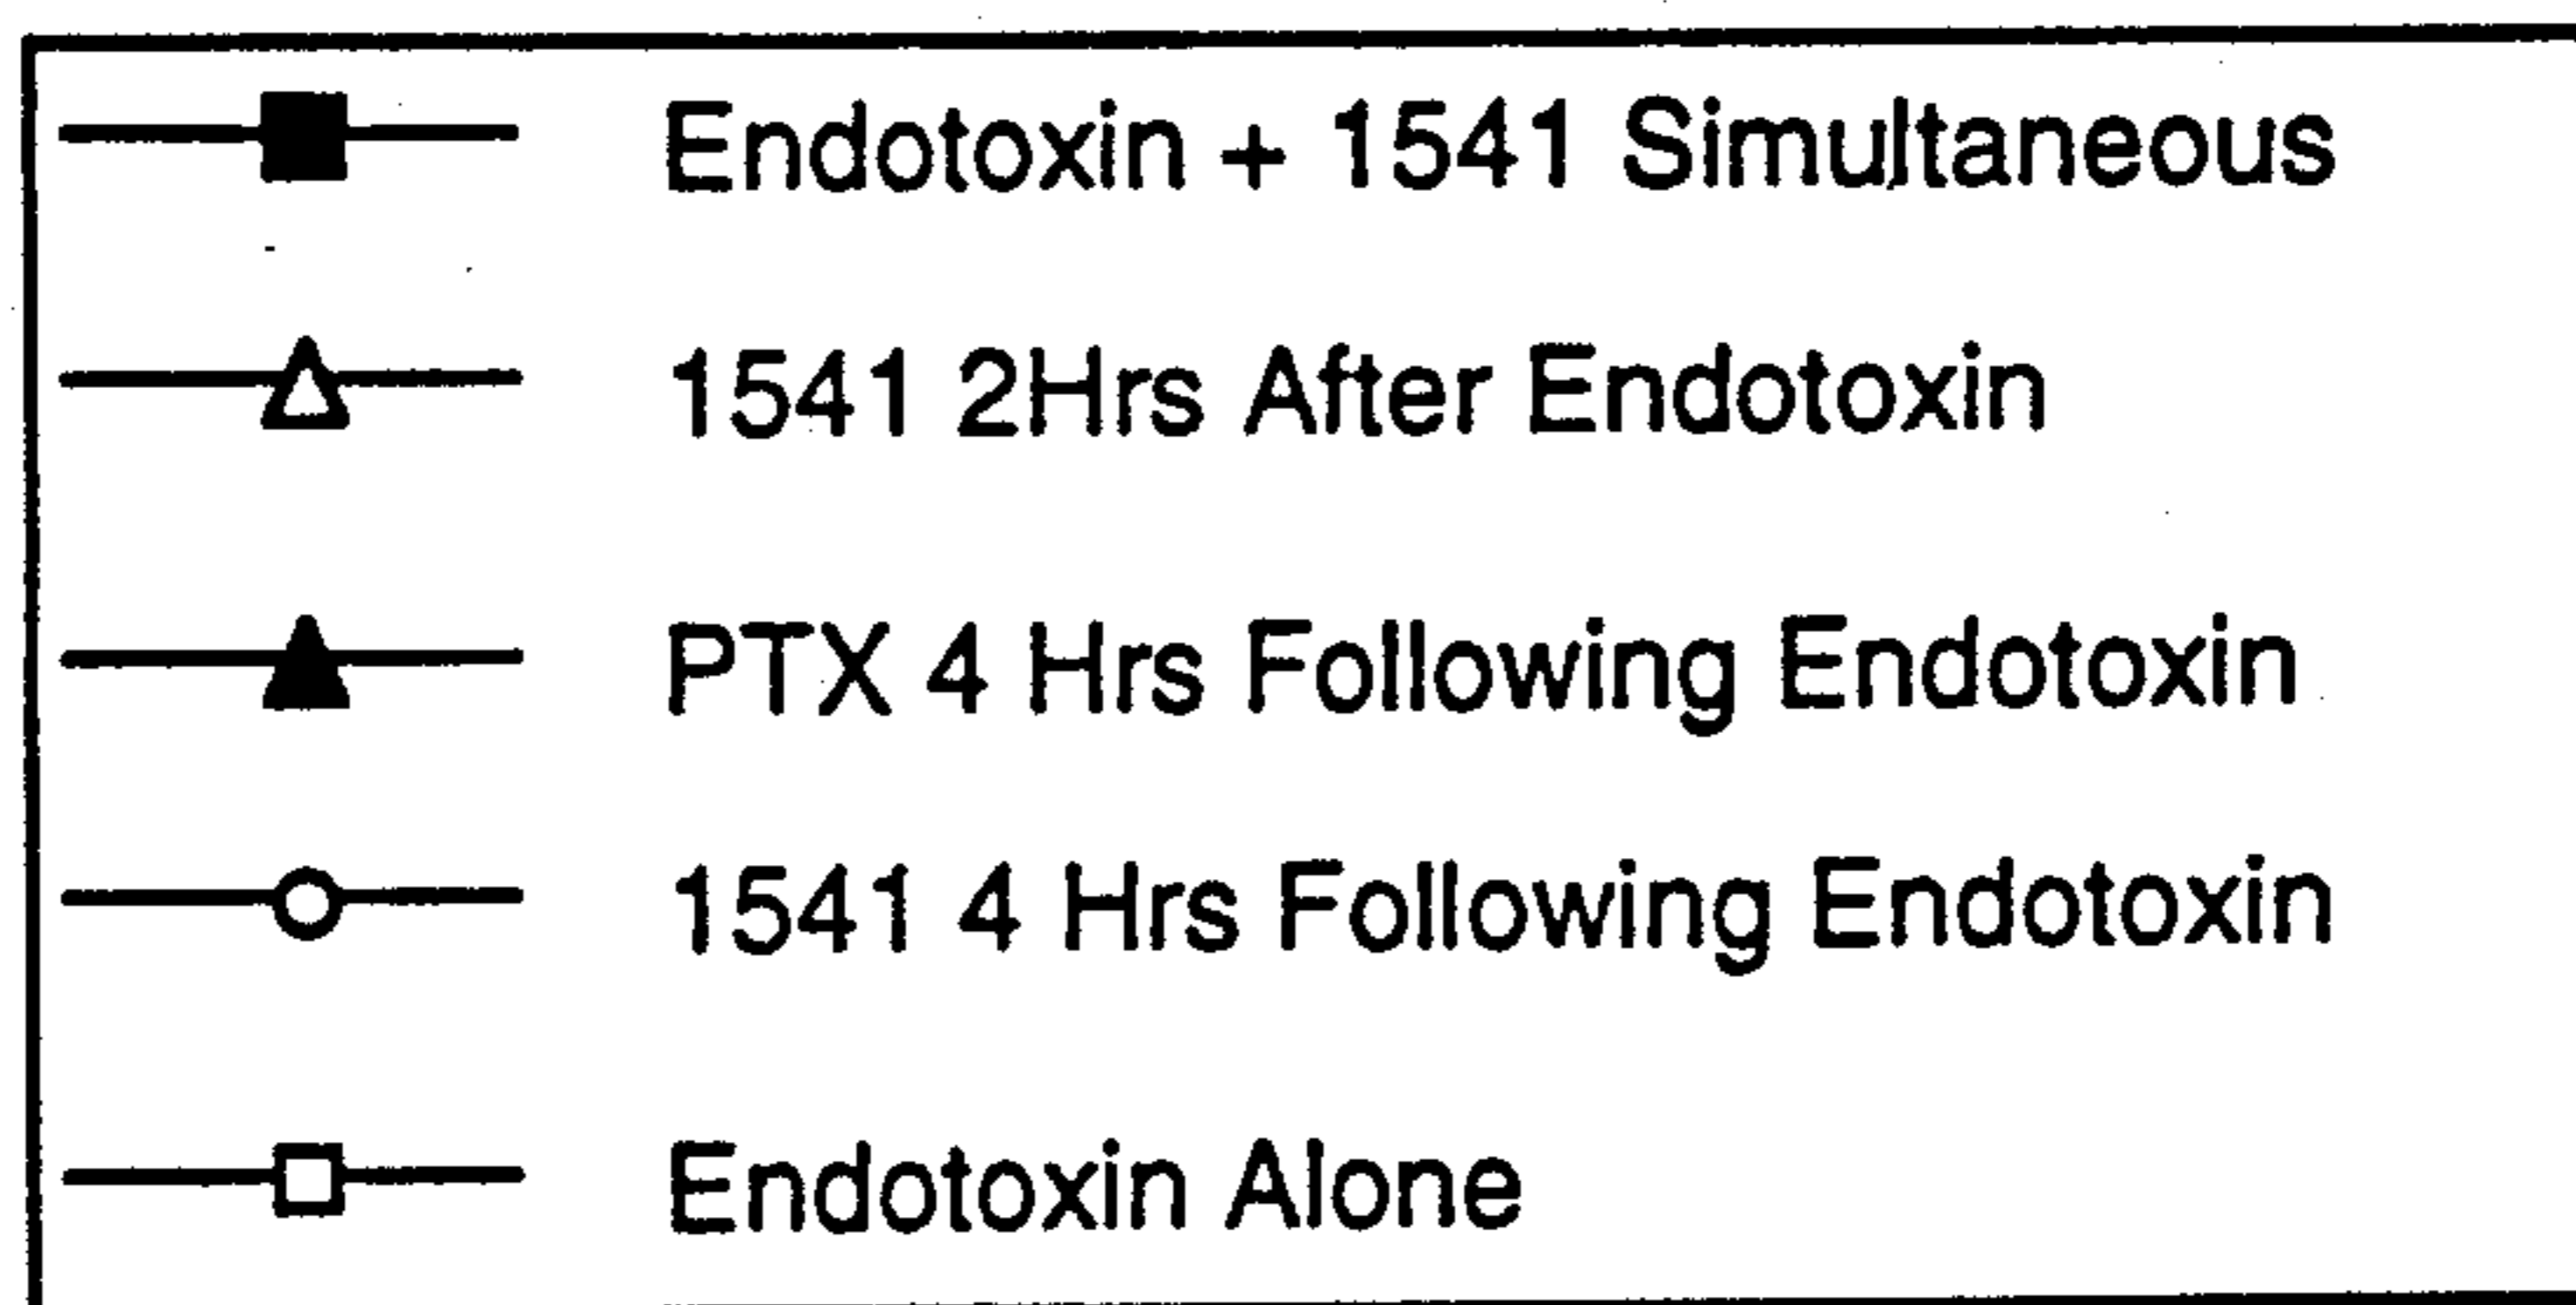 Endotoxin + 1541 Simultaneous
1541 2Hrs After Endotoxin
PTX 4 Hrs Following Endotoxin
1541 4 Hrs Following Endotoxin
Endotoxin Alone